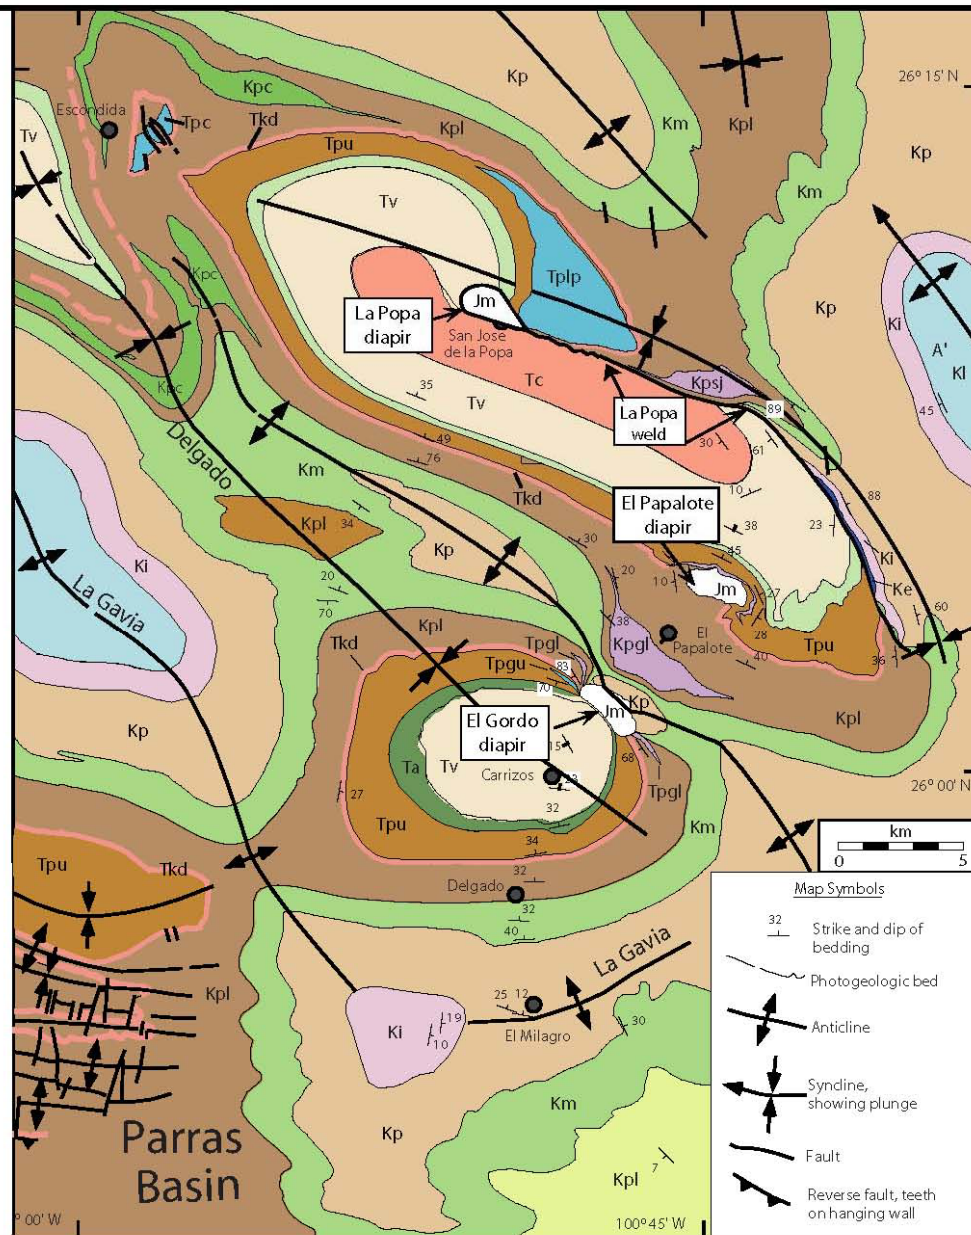 26º 15' N
Kp
Kpc
Km
Kpl
Escondida
Tpc
Tkd
Kpl
Kp
Tv
Tpu
Km
Tv
Kpc
Tplp
Kp
Ki
Jm
La Popa
diapir
San Jose
de la Popa
A'
Kl
Kpc
Tc
Kpsj
45
35
Tv
La Popa
weld
89
49
30
61
76
Delgado
Km
Tkd
10
88
El Papalote
diapir
38
23
Kpl
34
Kp
30
45
Ki
Ki
20
10
Jm
Ke
La Gavia
20
27
60
70
38
El
Papalote
28
Kpl
Kpgl
Tpu
40
36
Tkd
Tpgl
Tpgu
83
70
Kp
Jm
Kpl
Kp
El Gordo
diapir
15
Ta
Tv
68
Carrizos
23
Tpgl
26º 00' N
27
32
Tpu
Km
km
0 5
34
Tpu
Tkd
32
Delgado
32
40
Kpl
La Gavia
25
12
Ki
19
10
El Milagro
30
Km
Kp
Parras
Basin
Kpl
7
º 00' W
100º 45' W
Map Symbols
32
Strike and dip of
bedding
Photogeologic bed
Anticline
Syncline,
showing plunge
Fault
Reverse fault, teeth
on hanging wall